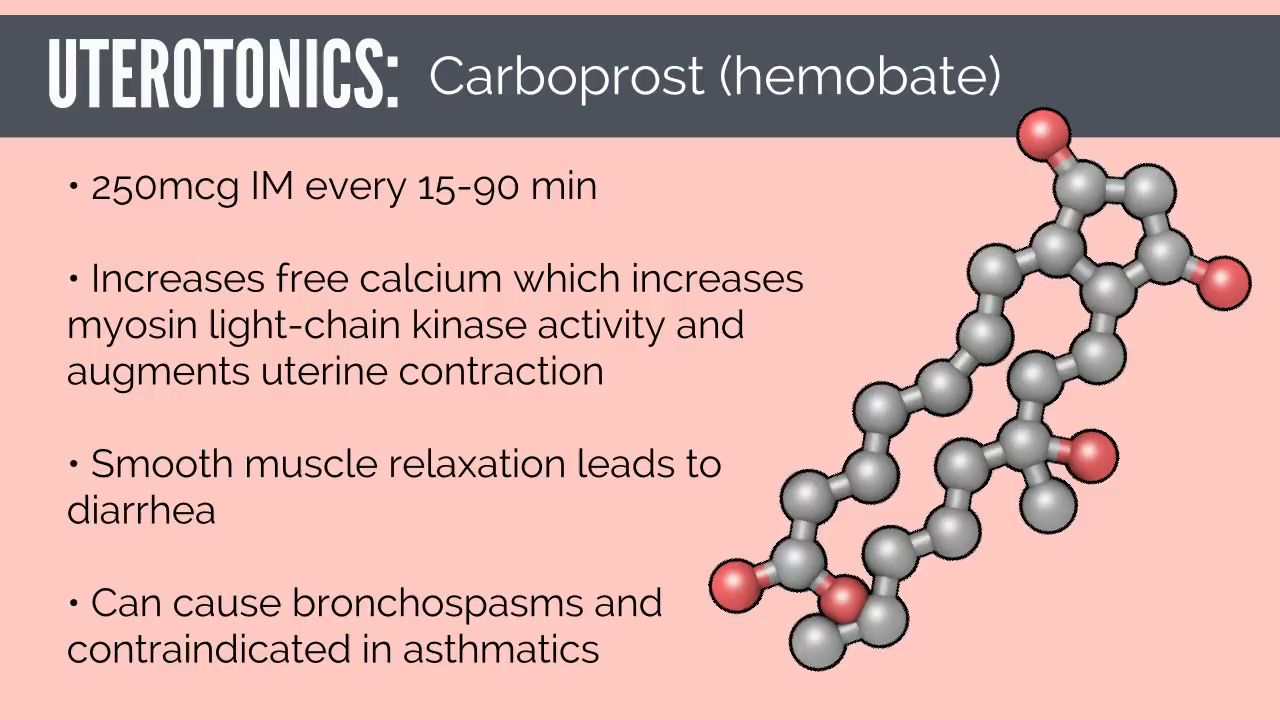 UTEROTONICS: Carboprost (hemobate)
• 250mcg IM every 15-90 min
• Increases free calcium which increases
myosin light-chain kinase activity and
augments uterine contraction
• Smooth muscle relaxation leads to
diarrhea
• Can cause bronchospasms and
contraindicated in asthmatics